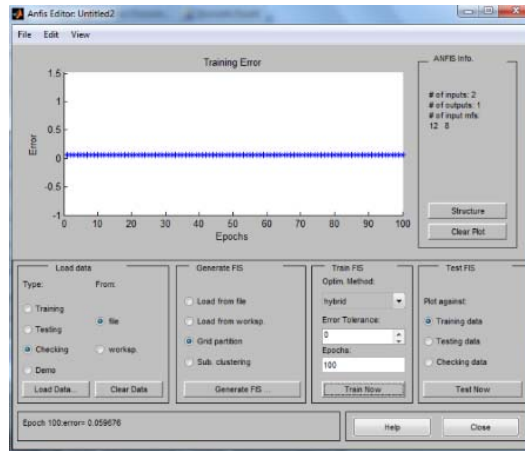 Anfis Editor: Untitled2
File Edit View
Training Error
1.5
1
0.5
0
-0.5
-1
Error
0 10 20 30 40 50 60 70 80 90 100
Epochs
ANFIS Info.
# of inputs: 2
# of outputs: 1
# of input mfs:
12 8
Structure
Clear Plot
Load data
Type: From:
Training
Testing
Checking
Demo
file
worksp.
Load Data...
Clear Data
Generate FIS
Load from file
Load from worksp.
Grid partition
Sub. clustering
Generate FIS ...
Train FIS
Optim. Method:
hybrid
Error Tolerance:
0
Epochs:
100
Train Now
Test FIS
Plot against:
Training data
Testing data
Checking data
Test Now
Epoch 100:error= 0.059676
Help
Close